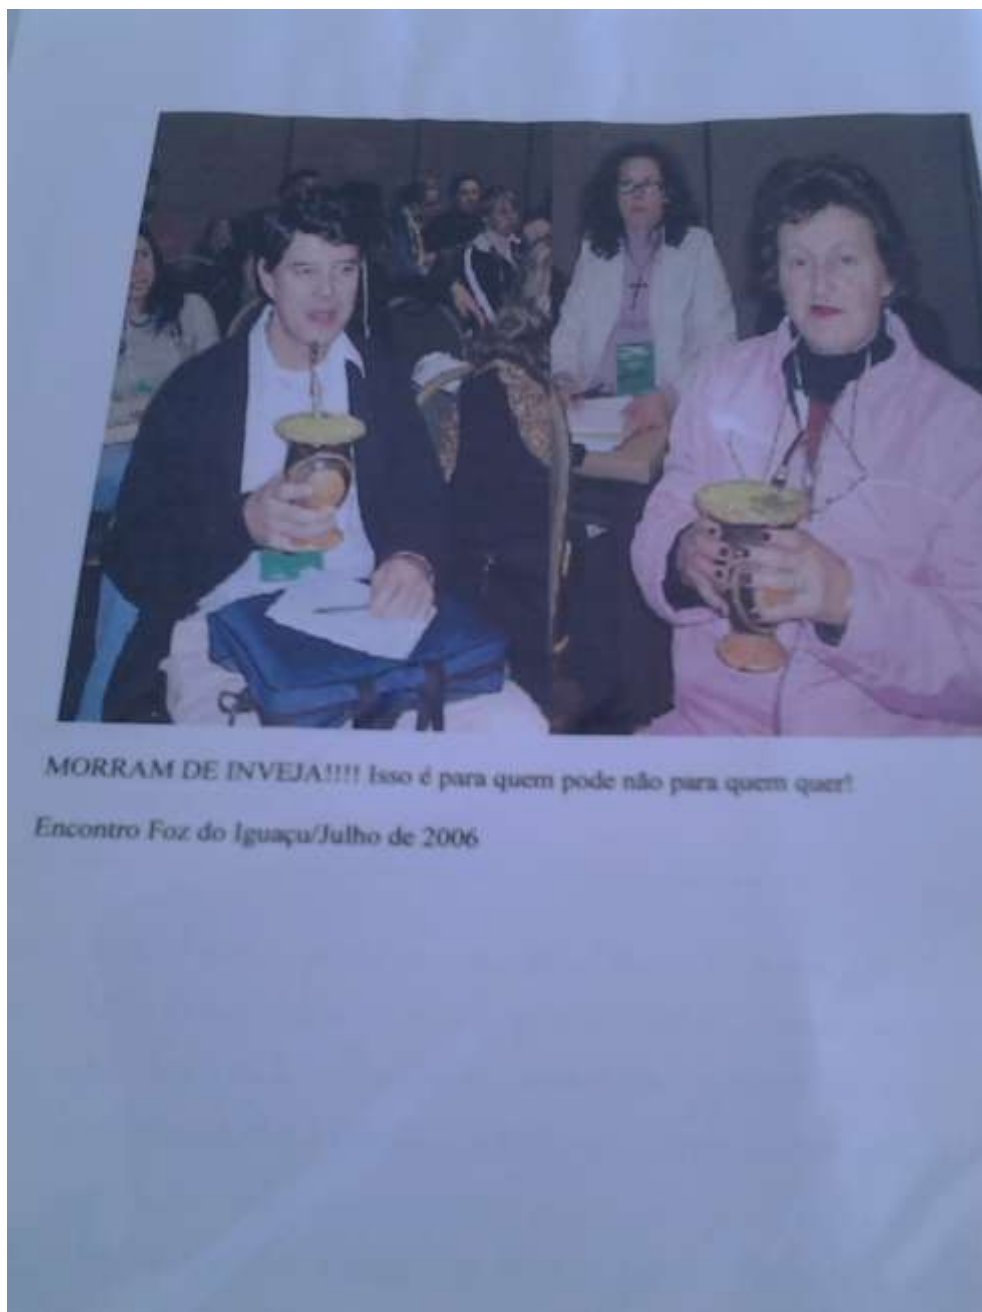 MORRAM DE INVEJA!!!! Isso é para quem pode não para quem quer!
Encontro Foz do Iguaçu/Julho de 2006